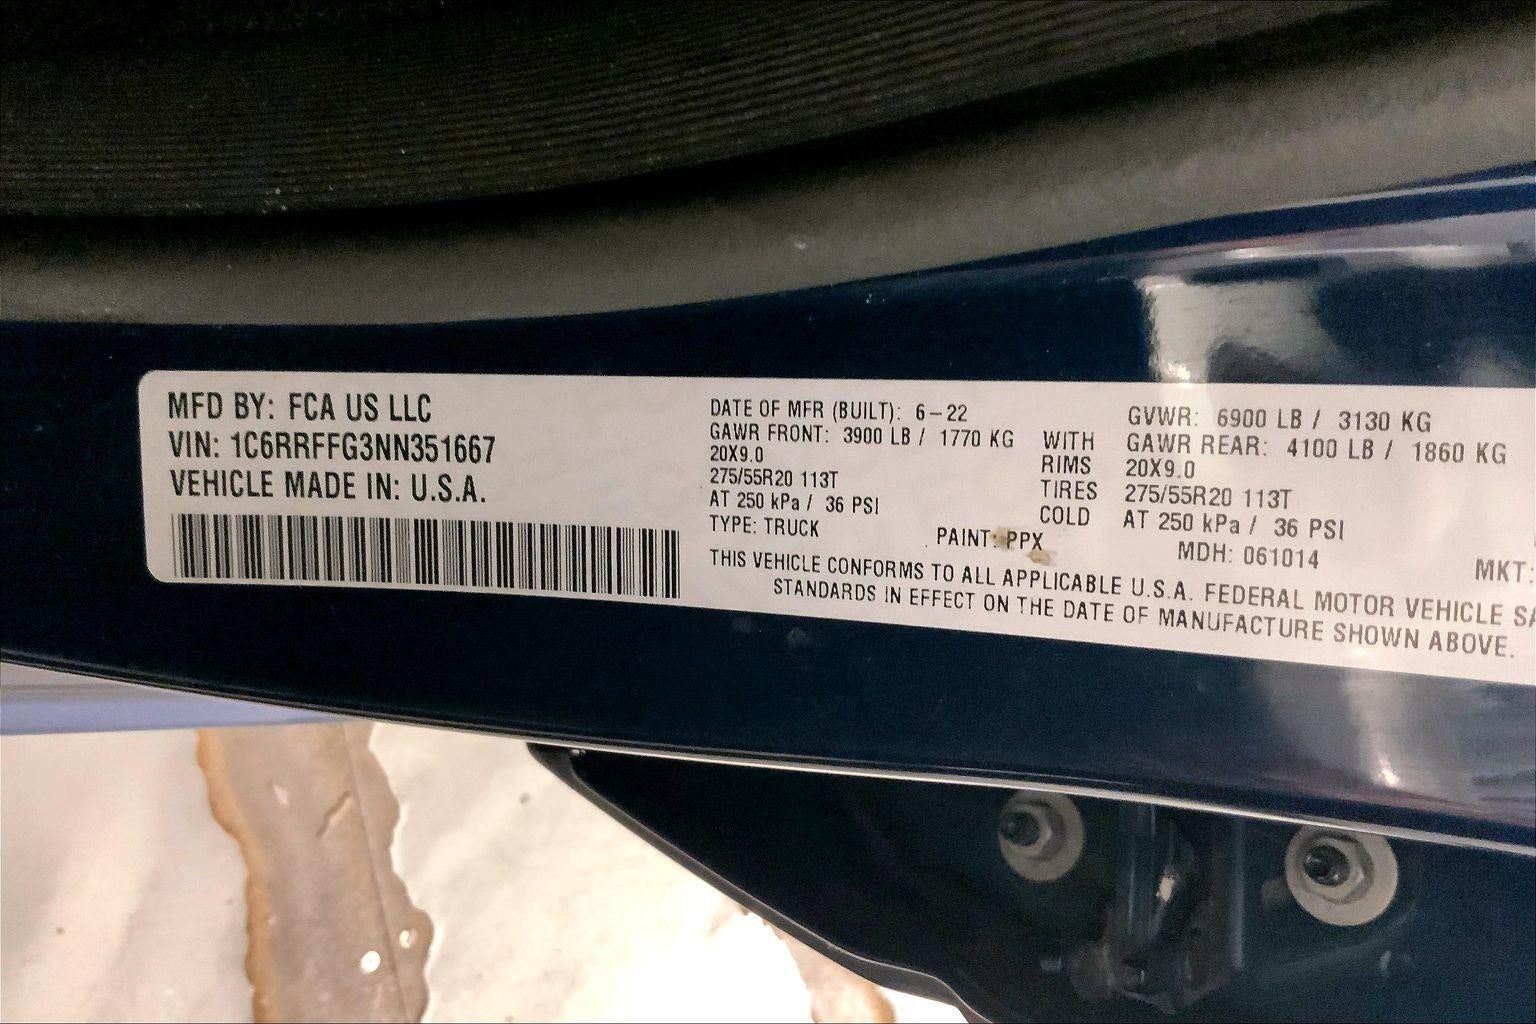 MFD BY: FCA US LLC
VIN: 1C6RRFFG3NN351667
VEHICLE MADE IN: U.S.A.
DATE OF MFR (BUILT): 6-22 GVWR: 6900 LB / 3130 KG
GAWR FRONT: 3900 LB / 1770 KG WITH GAWR REAR: 4100 LB / 1860 KG
20X9.0 RIMS 20X9.0
275/55R20 113T TIRES 275/55R20 113T
AT 250 kPa / 36 PSI COLD AT 250 kPa / 36 PSI
TYPE: TRUCK PAINT: PPX MDH: 061014 MKT:
THIS VEHICLE CONFORMS TO ALL APPLICABLE U.S.A. FEDERAL MOTOR VEHICLE SA
STANDARDS IN EFFECT ON THE DATE OF MANUFACTURE SHOWN ABOVE.